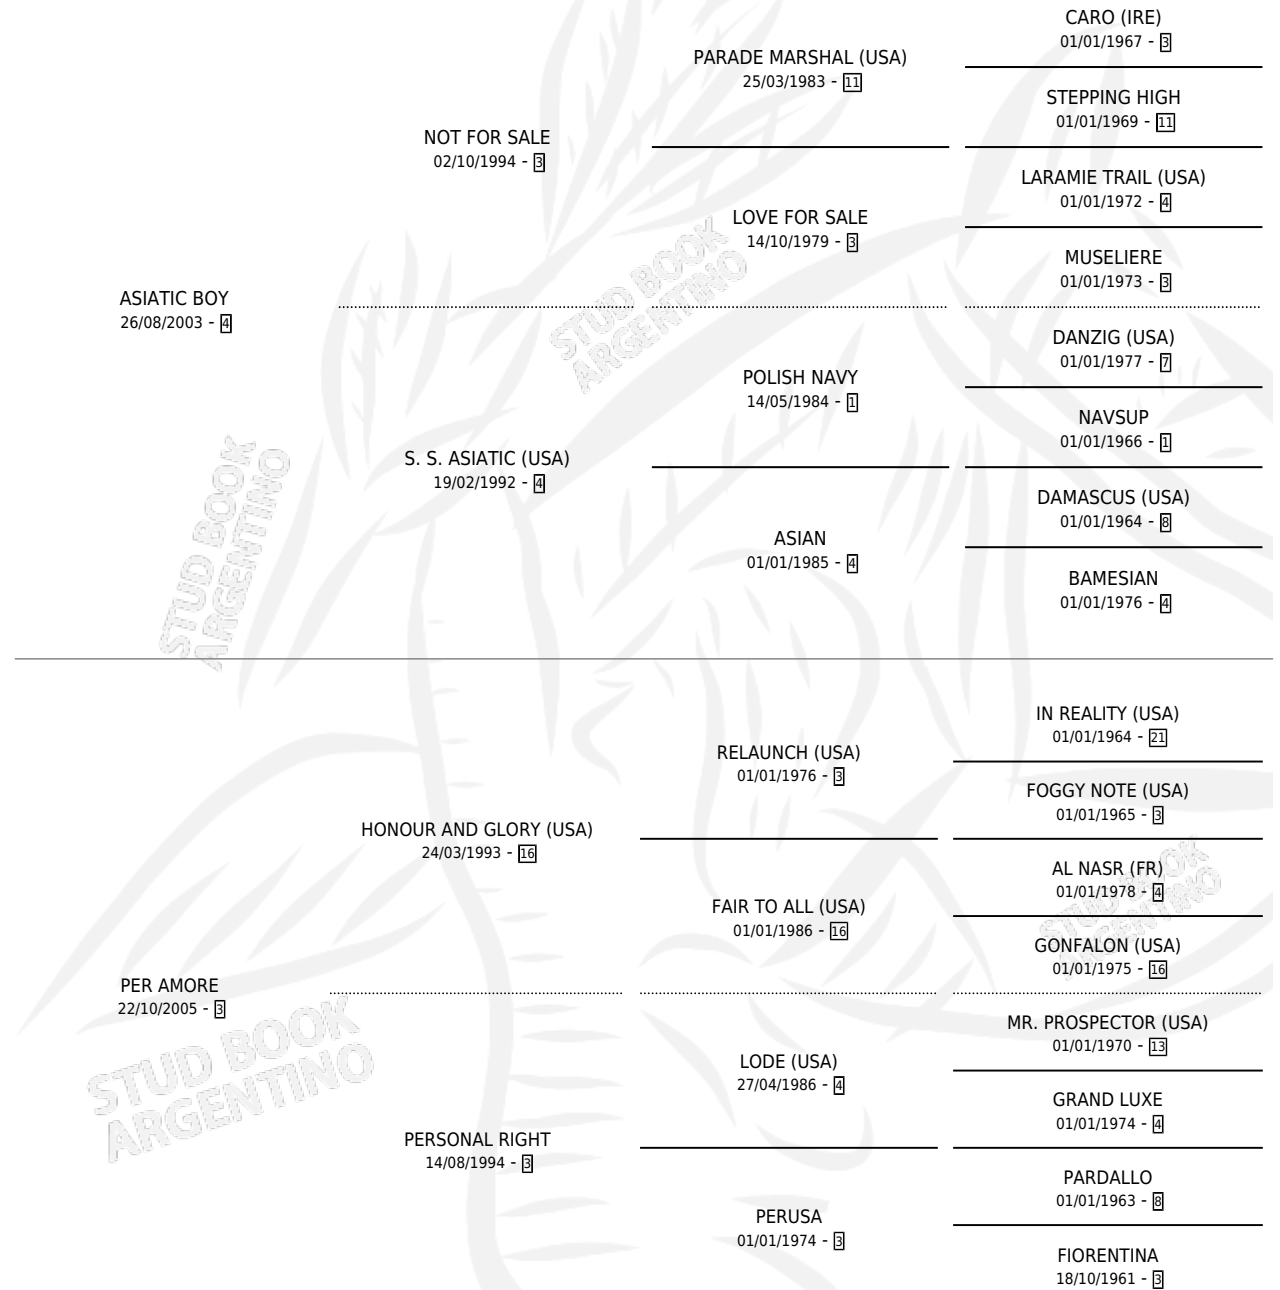 CARO (IRE)
01/01/1967 - 3
PARADE MARSHAL (USA)
25/03/1983 - 11
STEPPING HIGH
01/01/1969 - 11
NOT FOR SALE
02/10/1994 - 3
LARAMIE TRAIL (USA)
01/01/1972 - 4
LOVE FOR SALE
14/10/1979 - 3
MUSELIERE
01/01/1973 - 3
ASIATIC BOY
26/08/2003 - 4
STUD BOOK
ARGENTINO
DANZIG (USA)
01/01/1977 - 7
POLISH NAVY
14/05/1984 - 1
NAVSUP
01/01/1966 - 1
S. S. ASIATIC (USA)
19/02/1992 - 4
DAMASCUS (USA)
01/01/1964 - 8
ASIAN
01/01/1985 - 4
BAMESIAN
01/01/1976 - 4
STUD BOOK
ARGENTINO
IN REALITY (USA)
01/01/1964 - 21
RELAUNCH (USA)
01/01/1976 - 3
FOGGY NOTE (USA)
01/01/1965 - 3
HONOUR AND GLORY (USA)
24/03/1993 - 16
AL NASR (FR)
01/01/1978 - 4
STUD BOOK
ARGENTINO
FAIR TO ALL (USA)
01/01/1986 - 16
GONFALON (USA)
01/01/1975 - 16
PER AMORE
22/10/2005 - 3
STUD BOOK
ARGENTINO
MR. PROSPECTOR (USA)
01/01/1970 - 13
LODE (USA)
27/04/1986 - 4
GRAND LUXE
01/01/1974 - 4
PERSONAL RIGHT
14/08/1994 - 3
PARDALLO
01/01/1963 - 8
PERUSA
01/01/1974 - 3
FIORENTINA
18/10/1961 - 3